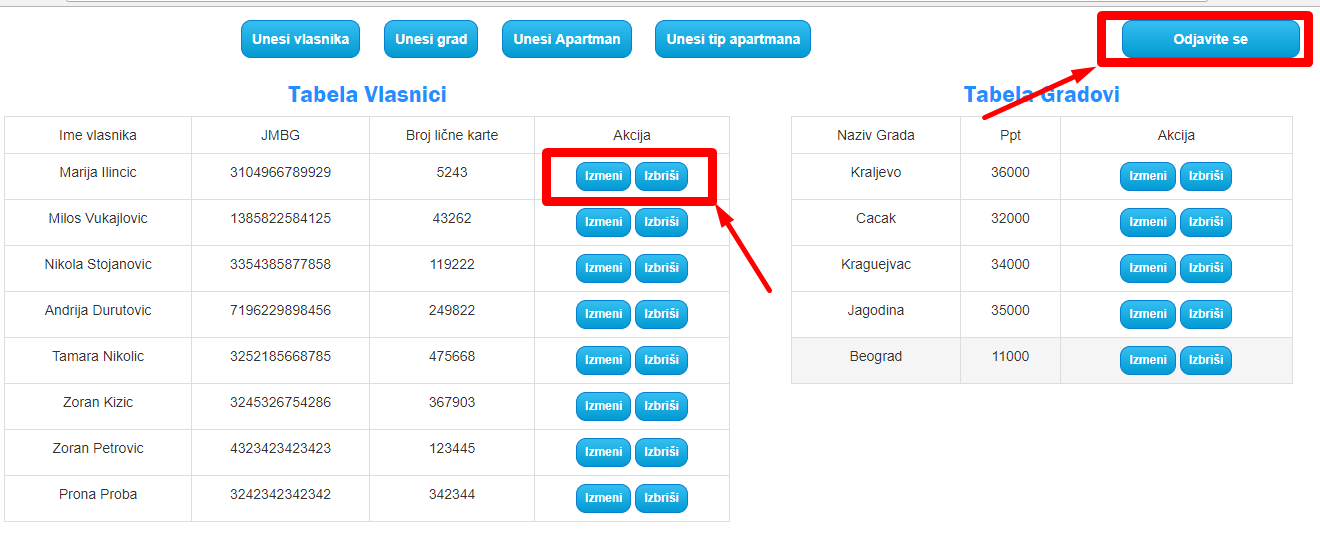 Unesi vlasnika Unesi grad Unesi Apartman Unesi tip apartmana Odjavite se
Tabela Vlasnici
Ime vlasnika JMBG Broj lične karte Akcija
Marija Ilincic 3104966789929 5243 Izmeni Izbriši
Milos Vukajlovic 1385822584125 43262 Izmeni Izbriši
Nikola Stojanovic 3354385877858 119222 Izmeni Izbriši
Andrija Durutovic 7196229898456 249822 Izmeni Izbriši
Tamara Nikolic 3252185668785 475668 Izmeni Izbriši
Zoran Kizic 3245326754286 367903 Izmeni Izbriši
Zoran Petrovic 4323423423423 123445 Izmeni Izbriši
Prona Proba 3242342342342 342344 Izmeni Izbriši
Tabela Gradovi
Naziv Grada Ppt Akcija
Kraljevo 36000 Izmeni Izbriši
Cacak 32000 Izmeni Izbriši
Kraguejvac 34000 Izmeni Izbriši
Jagodina 35000 Izmeni Izbriši
Beograd 11000 Izmeni Izbriši